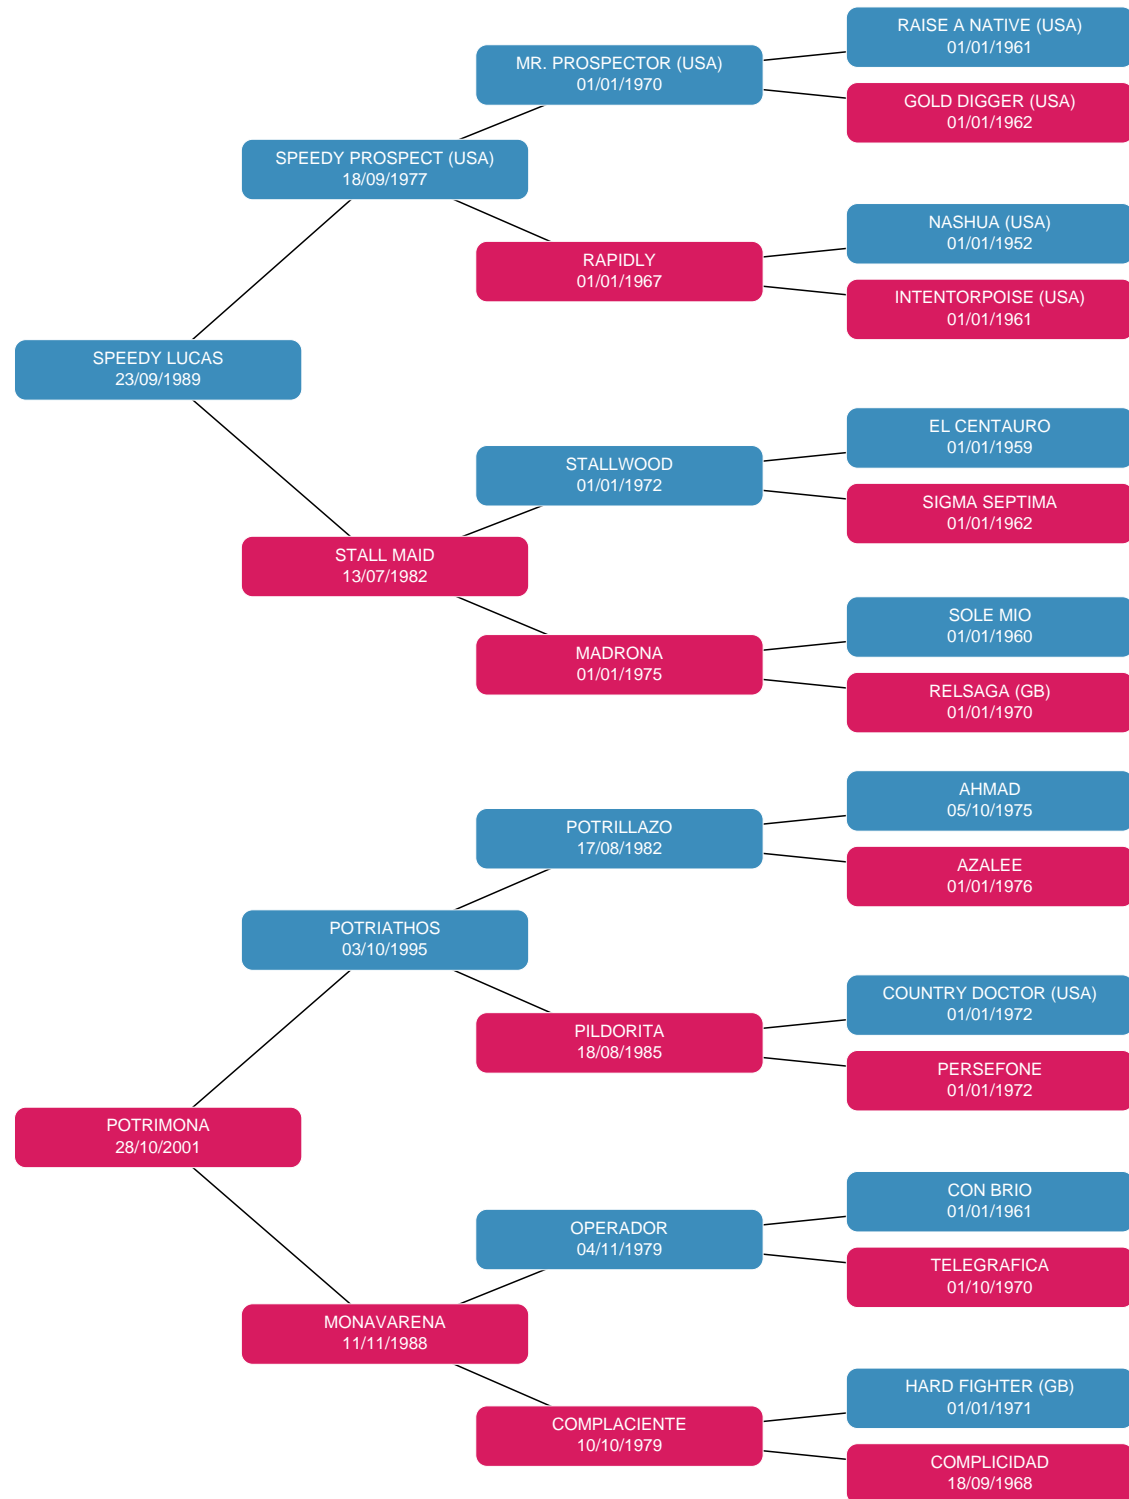 RAISE A NATIVE (USA)
01/01/1961
MR. PROSPECTOR (USA)
01/01/1970
GOLD DIGGER (USA)
01/01/1962
SPEEDY PROSPECT (USA)
18/09/1977
NASHUA (USA)
01/01/1952
RAPIDLY
01/01/1967
INTENTORPOISE (USA)
01/01/1961
SPEEDY LUCAS
23/09/1989
EL CENTAURO
01/01/1959
STALLWOOD
01/01/1972
SIGMA SEPTIMA
01/01/1962
STALL MAID
13/07/1982
SOLE MIO
01/01/1960
MADRONA
01/01/1975
RELSAGA (GB)
01/01/1970
AHMAD
05/10/1975
POTRILLAZO
17/08/1982
AZALEE
01/01/1976
POTRIATHOS
03/10/1995
COUNTRY DOCTOR (USA)
01/01/1972
PILDORITA
18/08/1985
PERSEFONE
01/01/1972
POTRIMONA
28/10/2001
CON BRIO
01/01/1961
OPERADOR
04/11/1979
TELEGRAFICA
01/10/1970
MONAVARENA
11/11/1988
HARD FIGHTER (GB)
01/01/1971
COMPLACIENTE
10/10/1979
COMPLICIDAD
18/09/1968